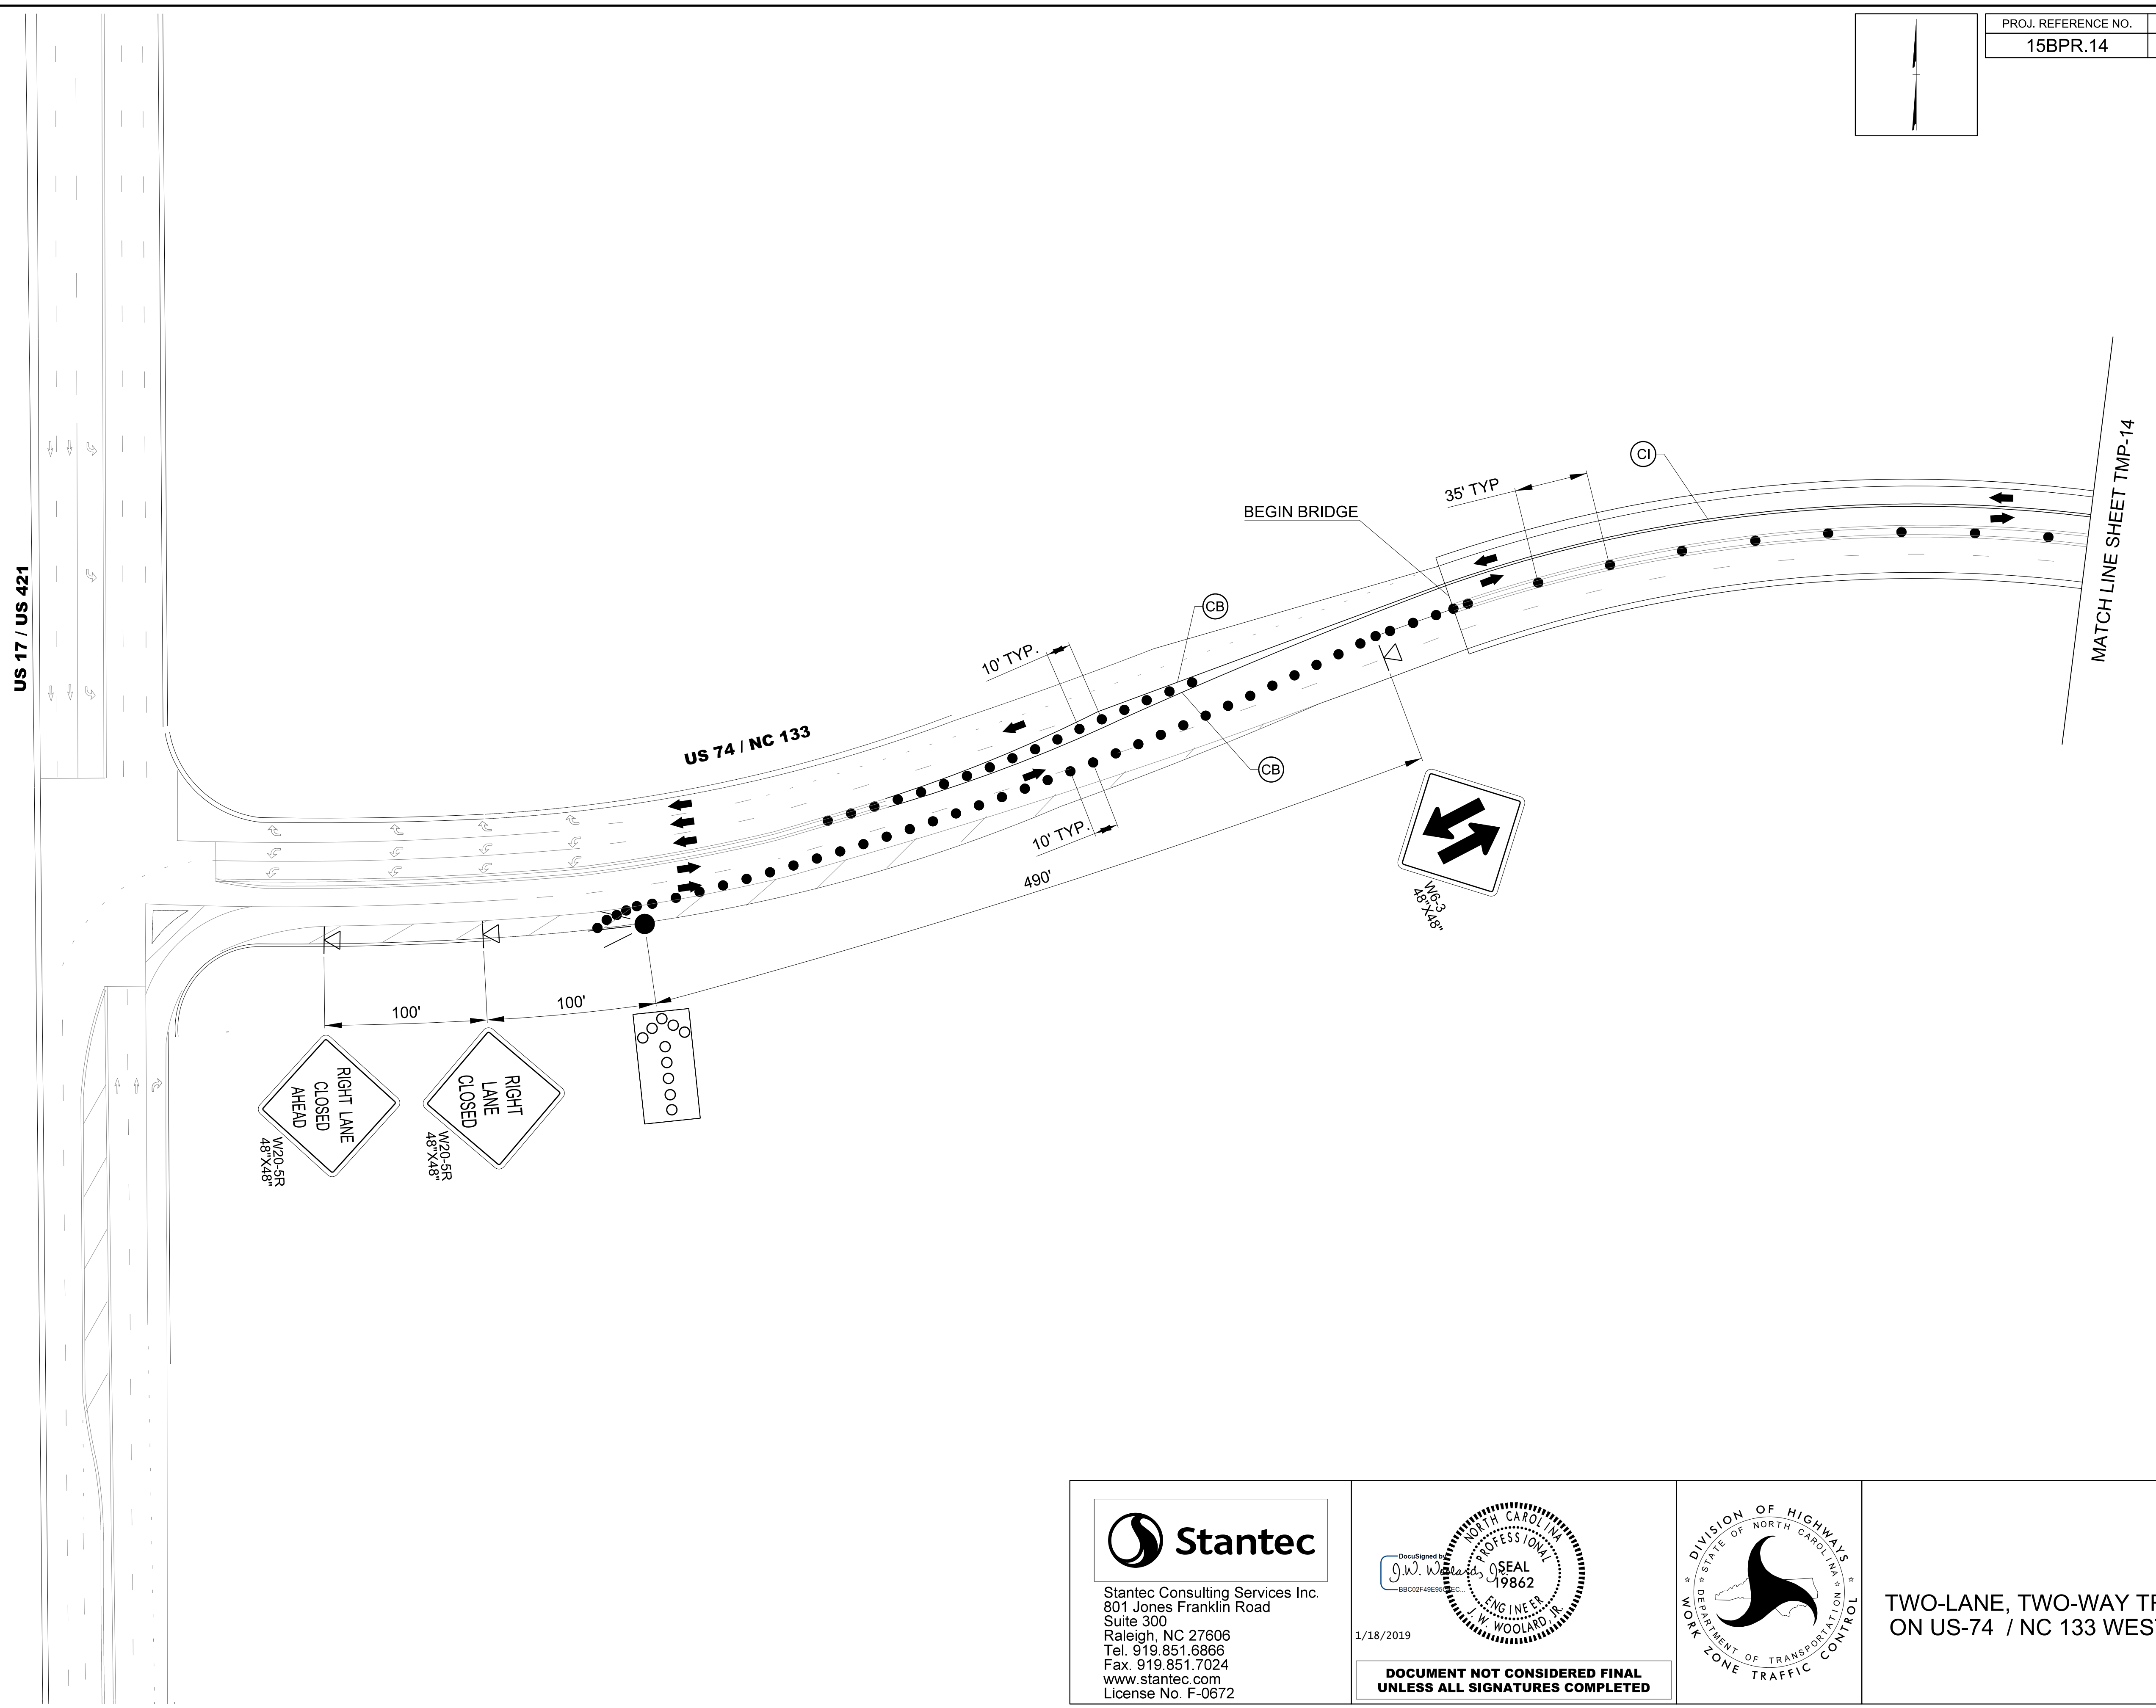 PROJ. REFERENCE NO.
15BPR.14
US 17 / US 421
MATCH LINE SHEET TMP-14
CI
35' TYP
BEGIN BRIDGE
CB
10' TYP.
US 74 / NC 133
CB
10' TYP.
490'
W6-3
48"X48"
100'
100'
RIGHT LANE
CLOSED
AHEAD
W20-5R
48"X48"
RIGHT
LANE
CLOSED
W20-5R
48"X48"
Stantec
Stantec Consulting Services Inc.
801 Jones Franklin Road
Suite 300
Raleigh, NC 27606
Tel. 919.851.6866
Fax. 919.851.7024
www.stantec.com
License No. F-0672
DocuSigned by
J.W. Woolard, Jr.
NORTH CAROLINA
PROFESSIONAL
SEAL
19862
ENGINEER
J. W. WOOLARD, JR.
1/18/2019
DOCUMENT NOT CONSIDERED FINAL
UNLESS ALL SIGNATURES COMPLETED
DIVISION OF HIGHWAYS
STATE OF NORTH CAROLINA
DEPARTMENT OF TRANSPORTATION
WORK ZONE TRAFFIC CONTROL
TWO-LANE, TWO-WAY
ON US-74 / NC 133